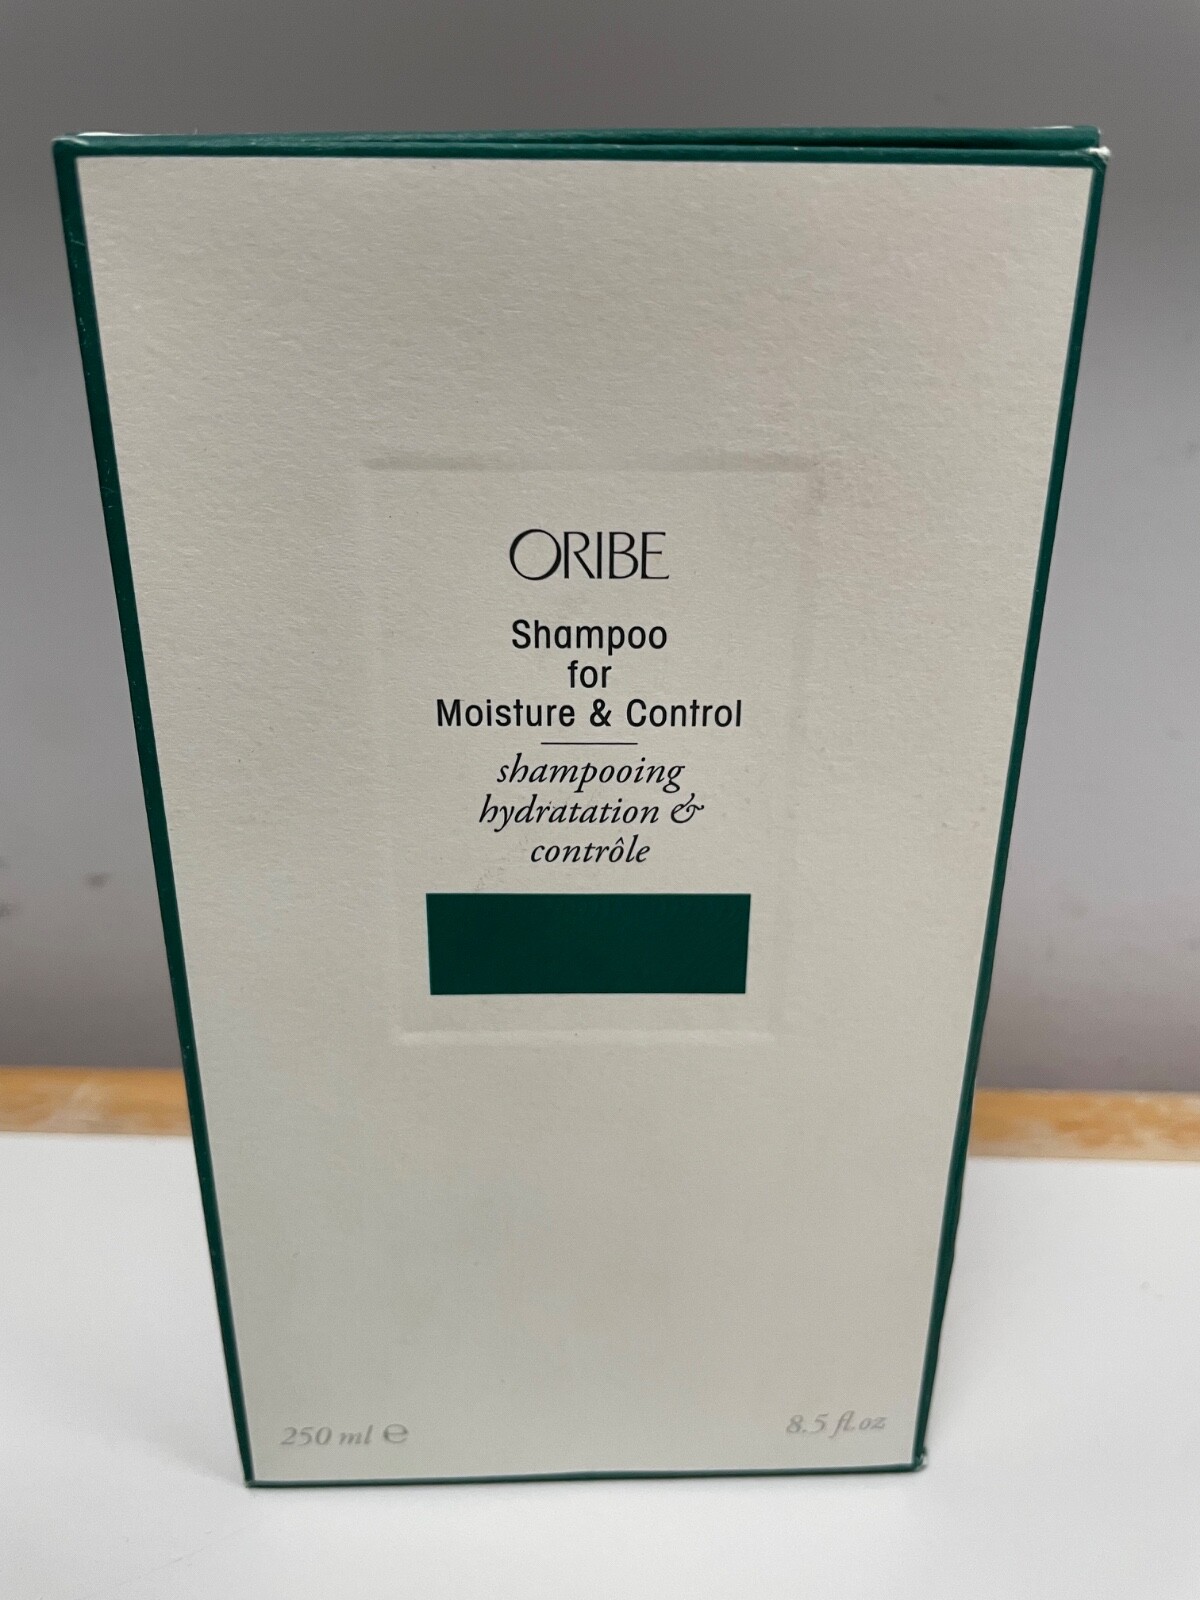 ORIBE
Shampoo
for
Moisture & Control
shampooing
hydratation &
contrôle
250 ml ℮
8.5 fl oz